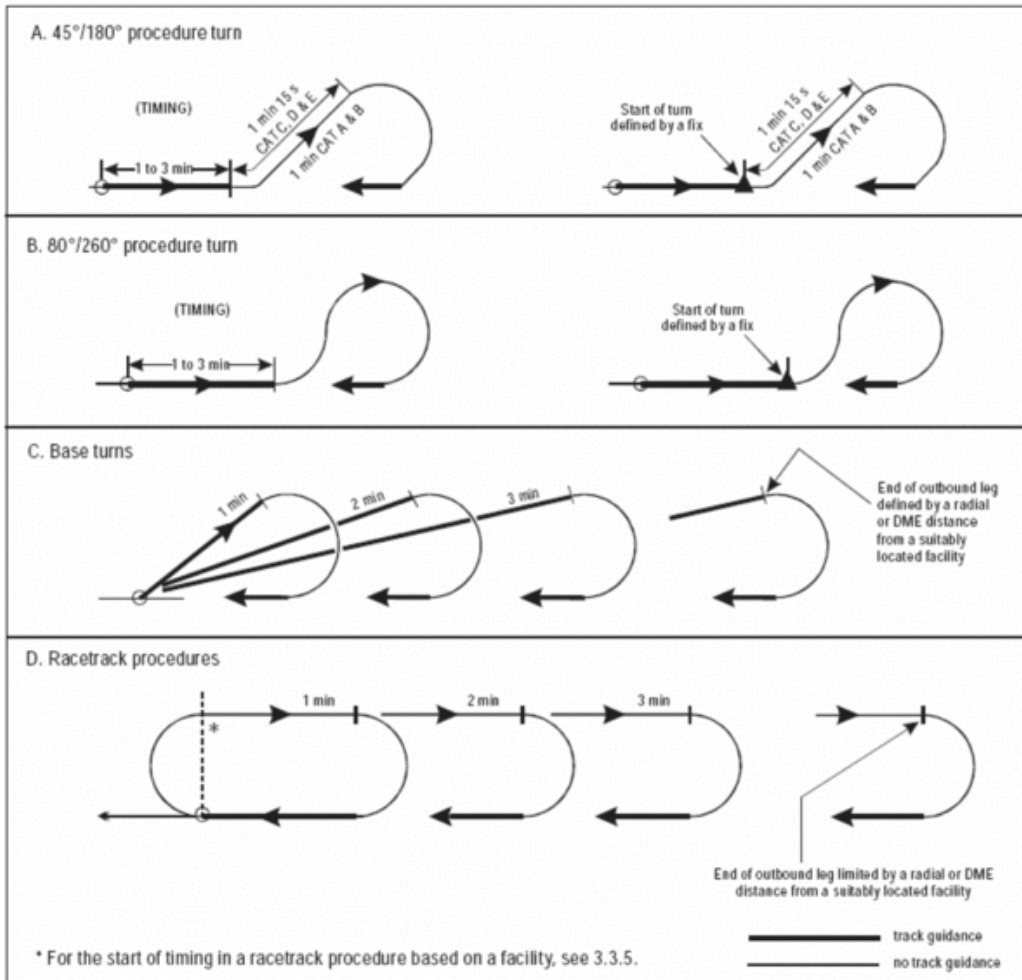 A. 45°/180° procedure turn
(TIMING)
1 to 3 min
1 min 15 s
CAT C, D & E
1 min CAT A & B
Start of turn
defined by a fix
1 min 15 s
CAT C, D & E
1 min CAT A & B
B. 80°/260° procedure turn
(TIMING)
1 to 3 min
Start of turn
defined by a fix
C. Base turns
1 min
2 min
3 min
End of outbound leg
defined by a radial
or DME distance
from a suitably
located facility
D. Racetrack procedures
1 min
2 min
3 min
*
End of outbound leg limited by a radial or DME
distance from a suitably located facility
track guidance
no track guidance
* For the start of timing in a racetrack procedure based on a facility, see 3.3.5.